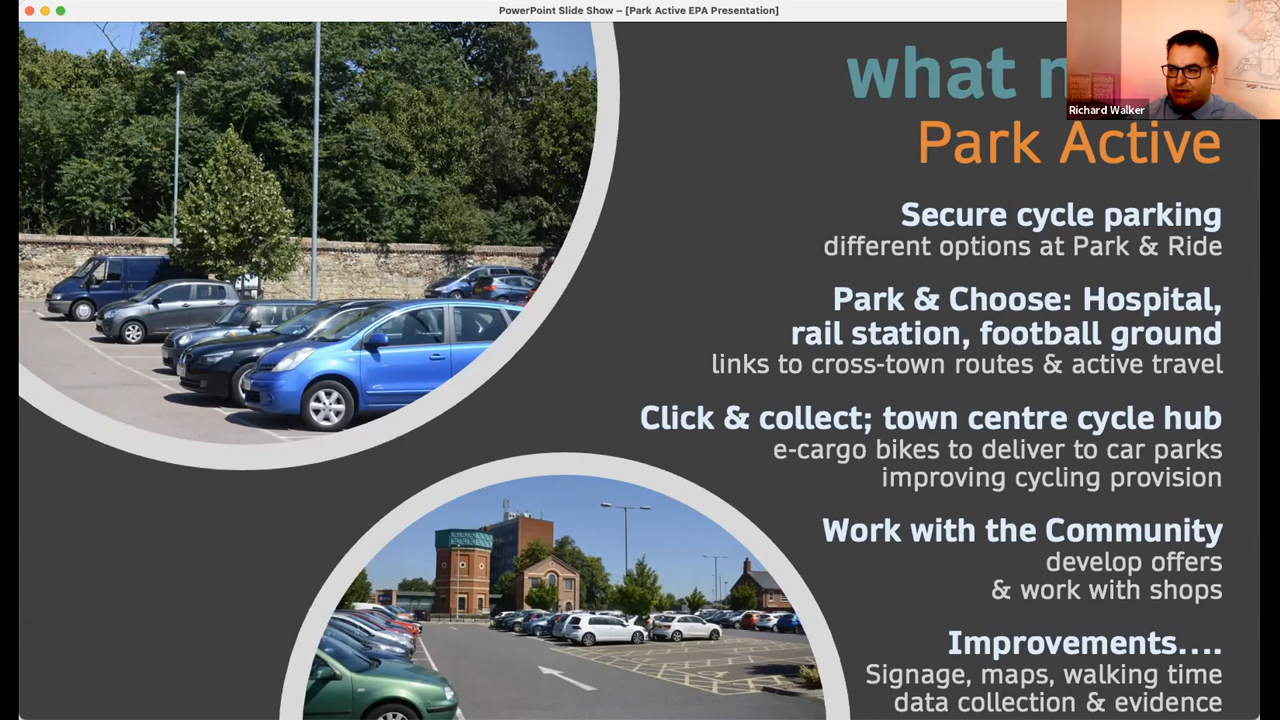 PowerPoint Slide Show – [Park Active EPA Presentation]
what
Richard Walker
Park Active
Secure cycle parking
different options at Park & Ride
Park & Choose: Hospital,
rail station, football ground
links to cross-town routes & active travel
Click & collect; town centre cycle hub
e-cargo bikes to deliver to car parks
improving cycling provision
Work with the Community
develop offers
& work with shops
Improvements....
Signage, maps, walking time
data collection & evidence